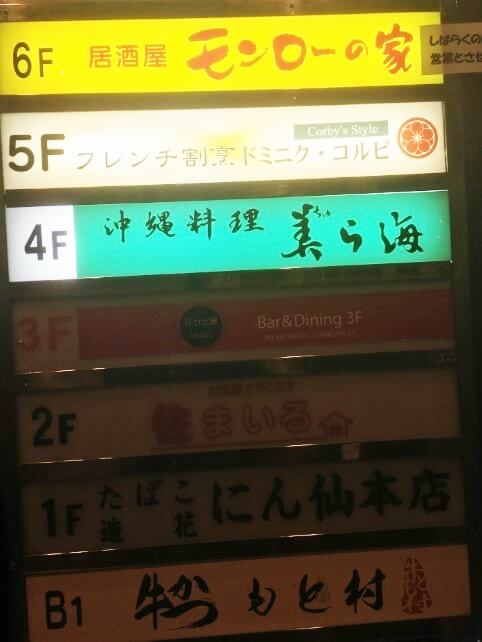 6F 居酒屋 モンローの家
しばらくの
営業とさせ
5F フレンチ割烹ドミニク・コルビ
Corby's Style
4F 沖縄料理 美ら海
ちゅ
3F Bar&Dining 3F
2F 住まいる
1F たばこ にん仙本店
造花
B1 牛かつ もと村